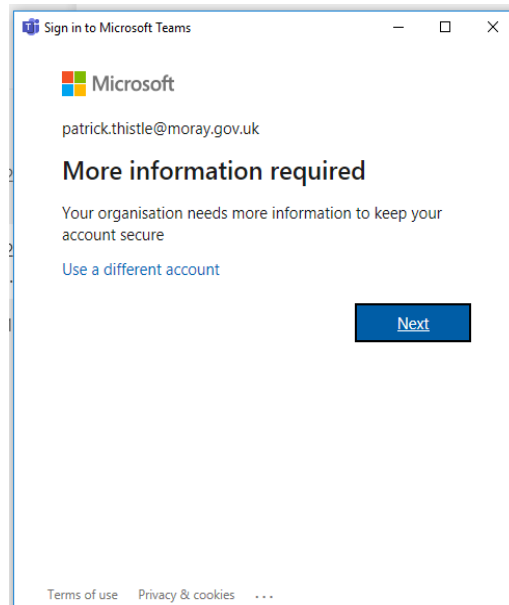 Sign in to Microsoft Teams
Microsoft
patrick.thistle@moray.gov.uk
More information required
Your organisation needs more information to keep your
account secure
Use a different account
Next
Terms of use Privacy & cookies ...